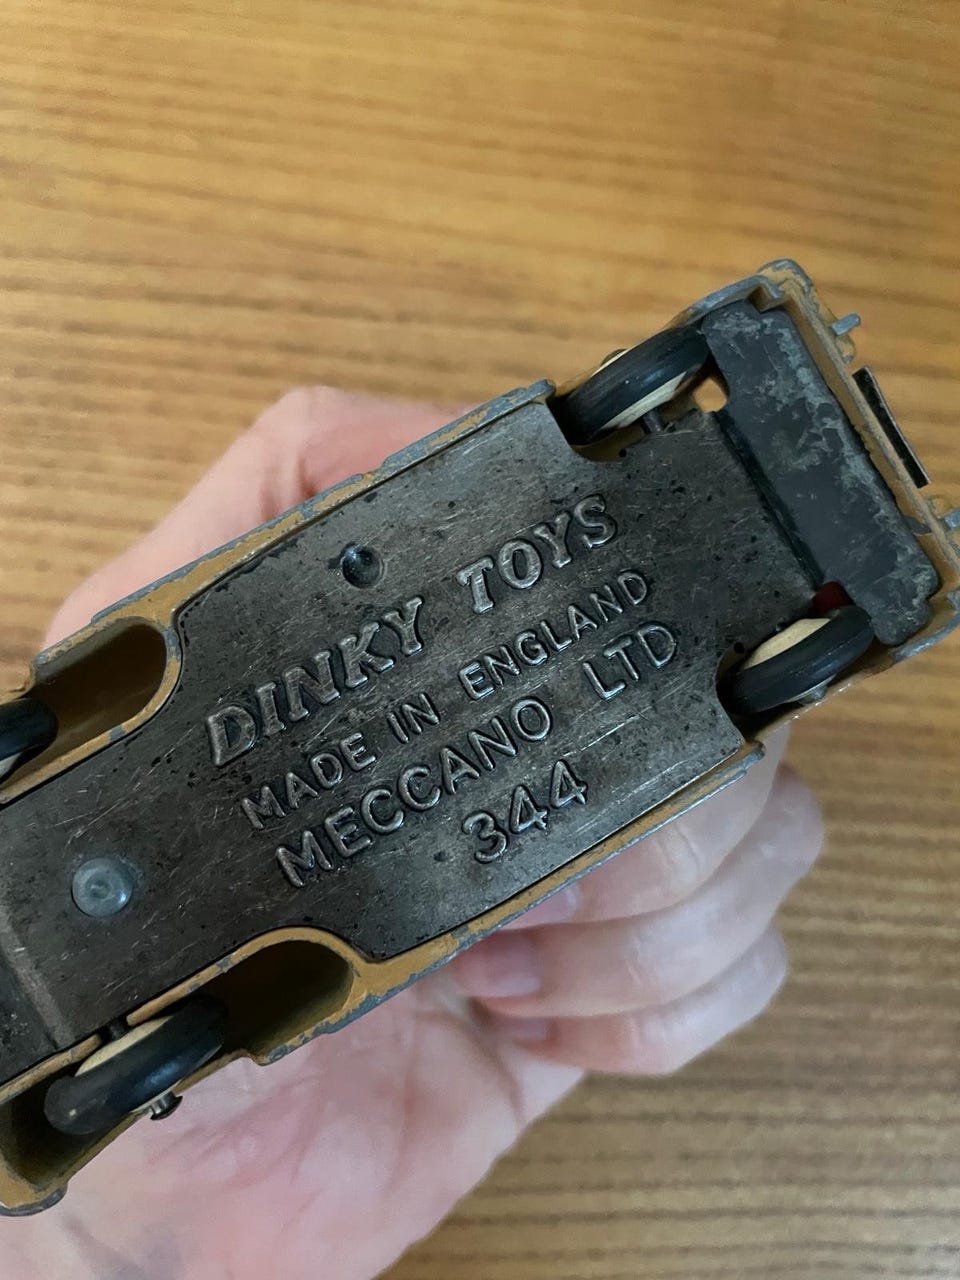 DINKY TOYS
MADE IN ENGLAND
MECCANO LTD
344